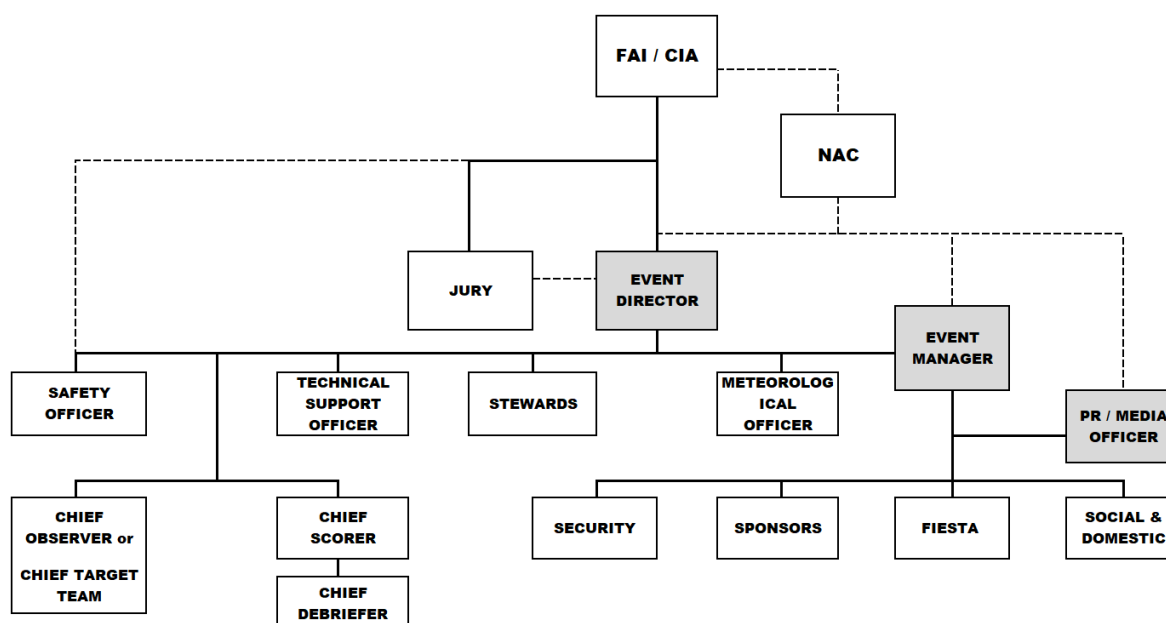 FAI / CIA
NAC
JURY
EVENT
DIRECTOR
EVENT
MANAGER
SAFETY
OFFICER
TECHNICAL
SUPPORT
OFFICER
STEWARDS
METEOROLOG
ICAL
OFFICER
PR / MEDIA
OFFICER
CHIEF
OBSERVER or
CHIEF TARGET
TEAM
CHIEF
SCORER
SECURITY
SPONSORS
FIESTA
SOCIAL &
DOMESTIC
CHIEF
DEBRIEFER